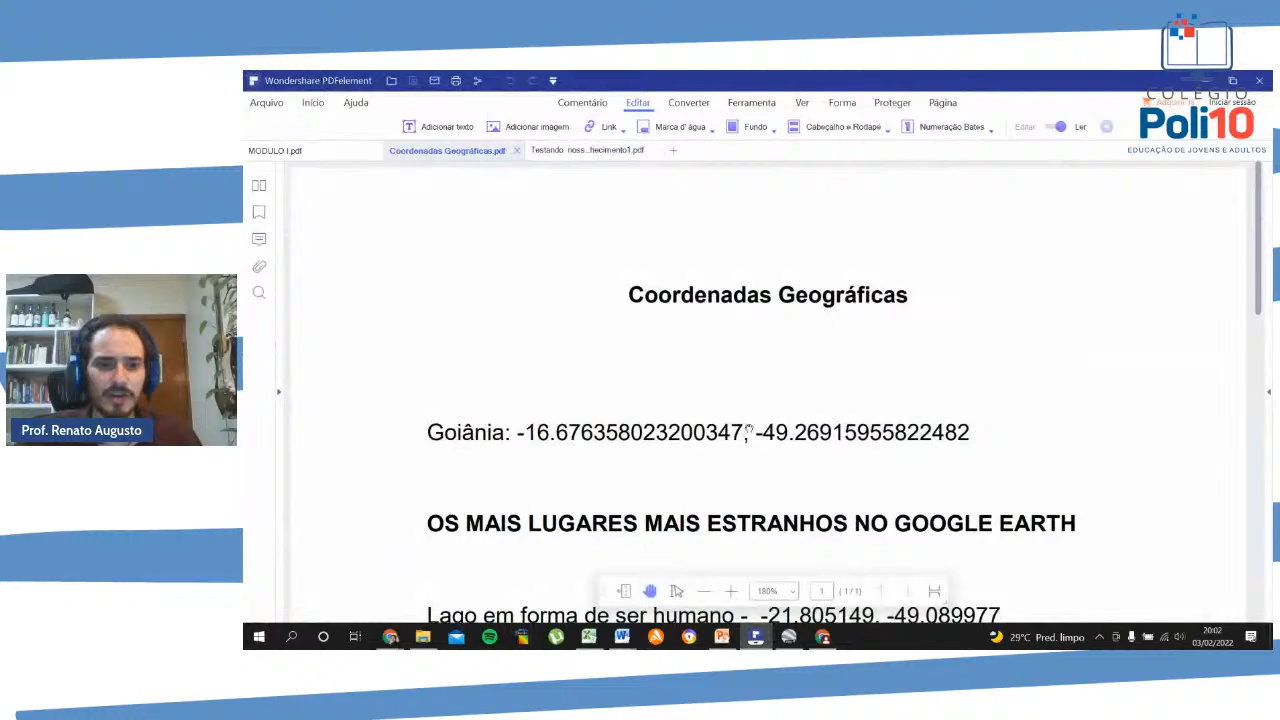 Wondershare PDFelement
COLÉGIO
Poli10
EDUCAÇÃO DE JOVENS E ADULTOS
Arquivo Início Ajuda Comentário Editar Converter Ferramenta Ver Forma Proteger Página Iniciar sessão
Adicionar texto Adicionar imagem Link Marca d' água Fundo Cabeçalho e Rodapé Numeração Bates Editar Ler
MODULO I.pdf Coordenadas Geográficas.pdf Testando noss...hecimento1.pdf
Coordenadas Geográficas
Goiânia: -16.676358023200347, -49.26915955822482
OS MAIS LUGARES MAIS ESTRANHOS NO GOOGLE EARTH
Lago em forma de ser humano - -21.805149, -49.089977
180% 1 (1/1)
Prof. Renato Augusto
29°C Pred. limpo
20:02
03/02/2022